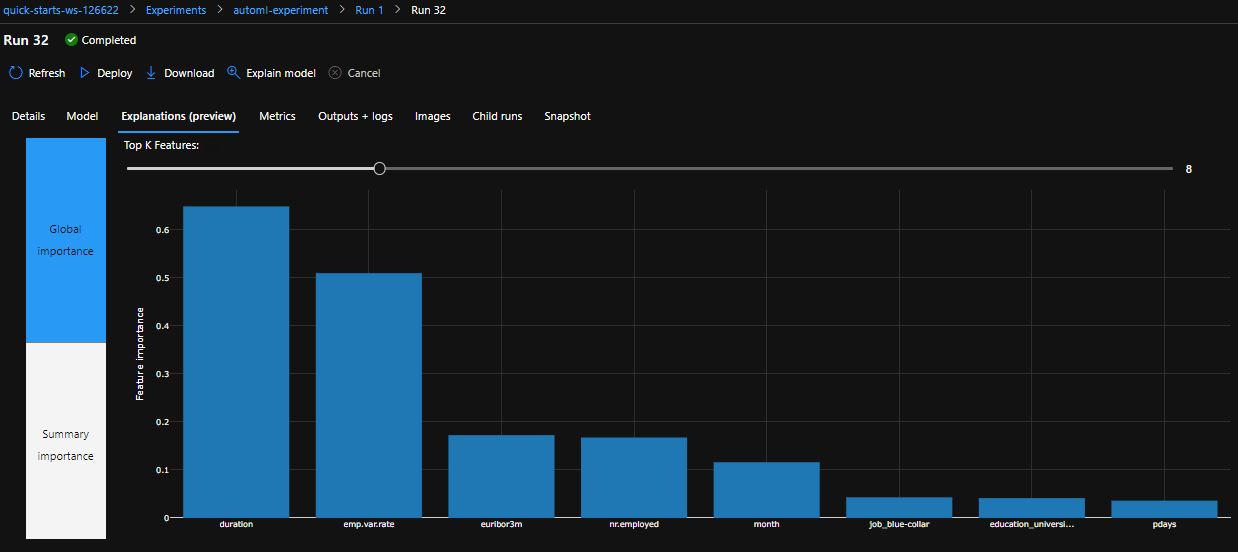 quick-starts-ws-126622 > Experiments > automl-experiment > Run 1 > Run 32
Run 32 Completed
Refresh Deploy Download Explain model Cancel
Details Model Explanations (preview) Metrics Outputs + logs Images Child runs Snapshot
Top K Features:
8
Global
importance
Summary
importance
Feature importance
0.6
0.5
0.4
0.3
0.2
0.1
0
duration emp.var.rate euribor3m nr.employed month job_blue-collar education_universi... pdays